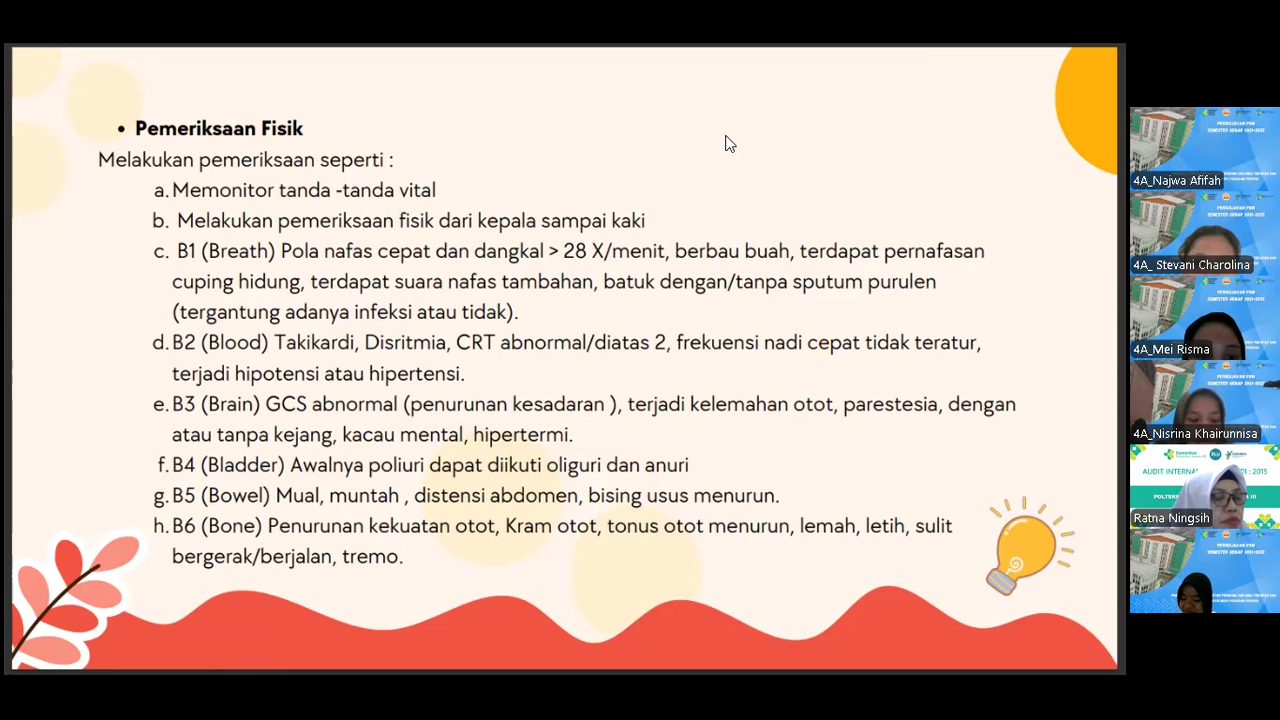 • Pemeriksaan Fisik
Melakukan pemeriksaan seperti :
a. Memonitor tanda -tanda vital
b. Melakukan pemeriksaan fisik dari kepala sampai kaki
c. B1 (Breath) Pola nafas cepat dan dangkal > 28 X/menit, berbau buah, terdapat pernafasan
cuping hidung, terdapat suara nafas tambahan, batuk dengan/tanpa sputum purulen
(tergantung adanya infeksi atau tidak).
d. B2 (Blood) Takikardi, Disritmia, CRT abnormal/diatas 2, frekuensi nadi cepat tidak teratur,
terjadi hipotensi atau hipertensi.
e. B3 (Brain) GCS abnormal (penurunan kesadaran ), terjadi kelemahan otot, parestesia, dengan
atau tanpa kejang, kacau mental, hipertermi.
f. B4 (Bladder) Awalnya poliuri dapat diikuti oliguri dan anuri
g. B5 (Bowel) Mual, muntah , distensi abdomen, bising usus menurun.
h. B6 (Bone) Penurunan kekuatan otot, Kram otot, tonus otot menurun, lemah, letih, sulit
bergerak/berjalan, tremo.
4A_Najwa Afifah
4A_ Stevani Charolina
4A_Mei Risma
4A_Nisrina Khairunnisa
AUDIT INTERNA
: 2015
POLTEK
Ratna Ningsih